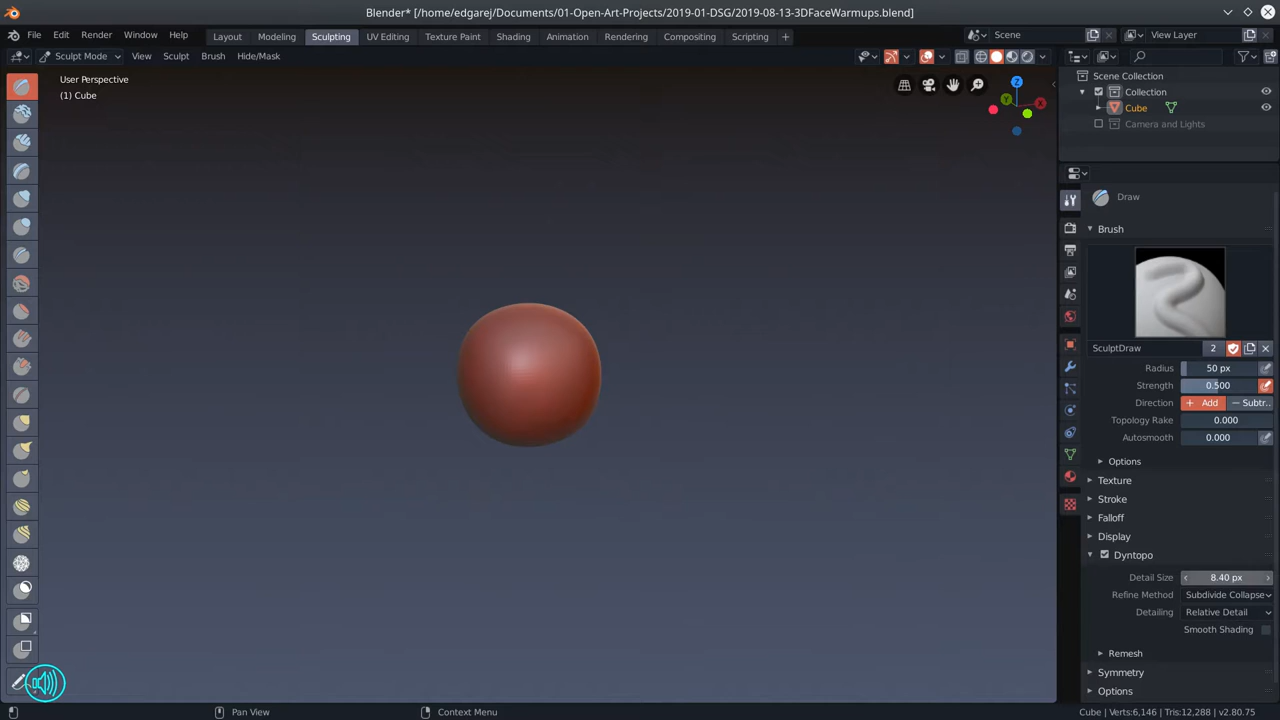 Blender* [/home/edgarej/Documents/01-Open-Art-Projects/2019-01-DSG/2019-08-13-3DFaceWarmups.blend]
File Edit Render Window Help Layout Modeling Sculpting UV Editing Texture Paint Shading Animation Rendering Compositing Scripting + Scene View Layer
Sculpt Mode View Sculpt Brush Hide/Mask
User Perspective
(1) Cube
Z
Y
X
Scene Collection
Collection
Cube
Camera and Lights
Draw
Brush
SculptDraw 2
Radius 50 px
Strength 0.500
Direction + Add − Subtr..
Topology Rake 0.000
Autosmooth 0.000
Options
Texture
Stroke
Falloff
Display
Dyntopo
Detail Size 8.40 px
Refine Method Subdivide Collapse
Detailing Relative Detail
Smooth Shading
Remesh
Symmetry
Options
Pan View Context Menu Cube | Verts:6,146 | Tris:12,288 | v2.80.75